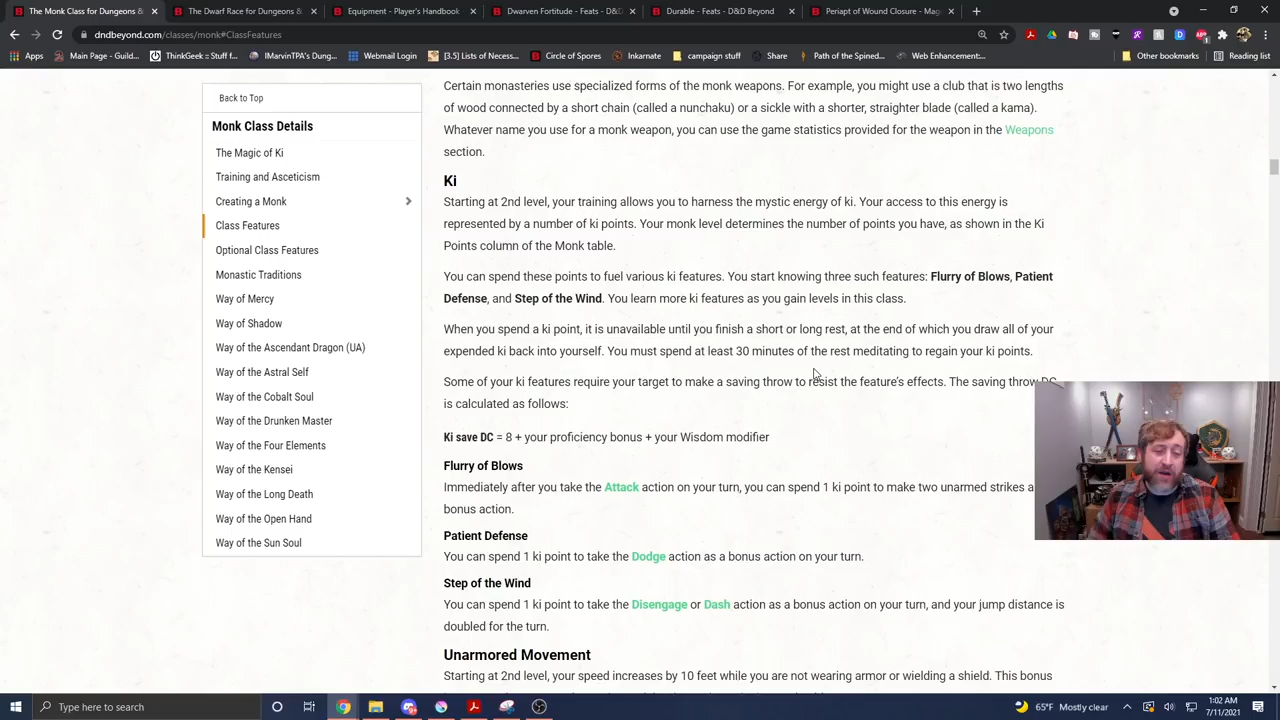 The Monk Class for Dungeons &
The Dwarf Race for Dungeons &
Equipment - Player's Handbook
Dwarven Fortitude - Feats - D&D
Durable - Feats - D&D Beyond
Periapt of Wound Closure - Mag
dndbeyond.com/classes/monk#ClassFeatures
Apps
Main Page - Guild...
ThinkGeek :: Stuff f...
IMarvinTPA's Dung...
Webmail Login
[3.5] Lists of Necess...
Circle of Spirits
Inkarnate
campaign stuff
Share
Path of the Spined...
Web Enhancement:...
Other bookmarks
Reading list
Back to Top
Monk Class Details
The Magic of Ki
Training and Asceticism
Creating a Monk
Class Features
Optional Class Features
Monastic Traditions
Way of Mercy
Way of Shadow
Way of the Ascendant Dragon (UA)
Way of the Astral Self
Way of the Cobalt Soul
Way of the Drunken Master
Way of the Four Elements
Way of the Kensei
Way of the Long Death
Way of the Open Hand
Way of the Sun Soul
Certain monasteries use specialized forms of the monk weapons. For example, you might use a club that is two lengths
of wood connected by a short chain (called a nunchaku) or a sickle with a shorter, straighter blade (called a kama).
Whatever name you use for a monk weapon, you can use the game statistics provided for the weapon in the Weapons
section.
Ki
Starting at 2nd level, your training allows you to harness the mystic energy of ki. Your access to this energy is
represented by a number of ki points. Your monk level determines the number of points you have, as shown in the Ki
Points column of the Monk table.
You can spend these points to fuel various ki features. You start knowing three such features: Flurry of Blows, Patient
Defense, and Step of the Wind. You learn more ki features as you gain levels in this class.
When you spend a ki point, it is unavailable until you finish a short or long rest, at the end of which you draw all of your
expended ki back into yourself. You must spend at least 30 minutes of the rest meditating to regain your ki points.
Some of your ki features require your target to make a saving throw to resist the feature's effects. The saving throw DC
is calculated as follows:
Ki save DC = 8 + your proficiency bonus + your Wisdom modifier
Flurry of Blows
Immediately after you take the Attack action on your turn, you can spend 1 ki point to make two unarmed strikes a
bonus action.
Patient Defense
You can spend 1 ki point to take the Dodge action as a bonus action on your turn.
Step of the Wind
You can spend 1 ki point to take the Disengage or Dash action as a bonus action on your turn, and your jump distance is
doubled for the turn.
Unarmored Movement
Starting at 2nd level, your speed increases by 10 feet while you are not wearing armor or wielding a shield. This bonus
Type here to search
65°F Mostly clear
1:02 AM
7/11/2021